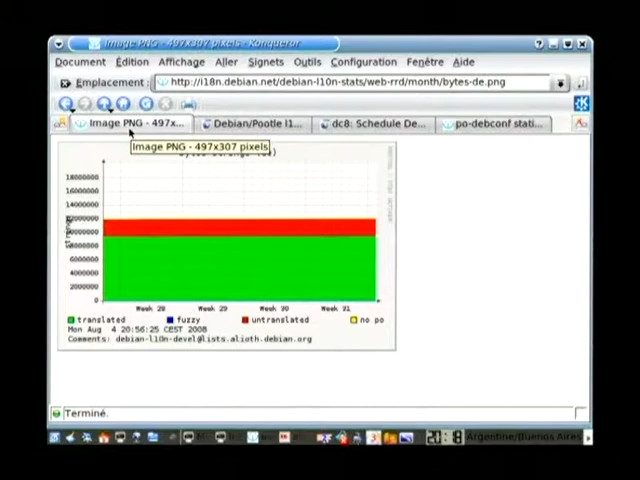 Image PNG - 497x307 pixels - Konqueror
Document Édition Affichage Aller Signets Outils Configuration Fenêtre Aide
Emplacement : http://i18n.debian.net/debian-l10n-stats/web-rrd/month/bytes-de.png
Image PNG - 497x... Debian/Pootle l1... dc8: Schedule De... po-debconf stati...
Image PNG - 497x307 pixels
18000000
16000000
14000000
12000000
10000000
8000000
6000000
4000000
2000000
0
Week 28 Week 29 Week 30 Week 31
translated fuzzy untranslated no po
Mon Aug 4 20:56:25 CEST 2008
Comments: debian-l10n-devel@lists.alioth.debian.org
Terminé.
Argentine/Buenos Aires